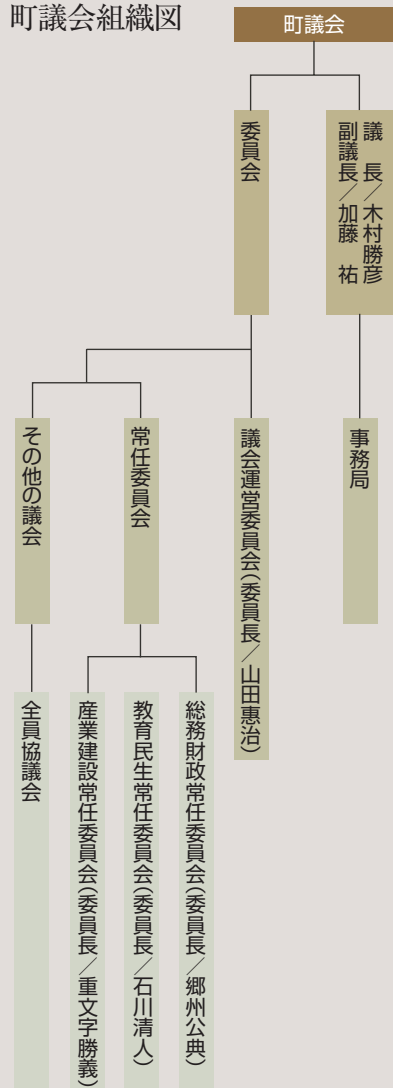 町議会組織図
町議会
議　長／木村勝彦
副議長／加藤　祐
委員会
事務局
議会運営委員会（委員長／山田惠治）
常任委員会
その他の議会
総務財政常任委員会（委員長／郷州公典）
教育民生常任委員会（委員長／石川清人）
産業建設常任委員会（委員長／重文字勝義）
全員協議会